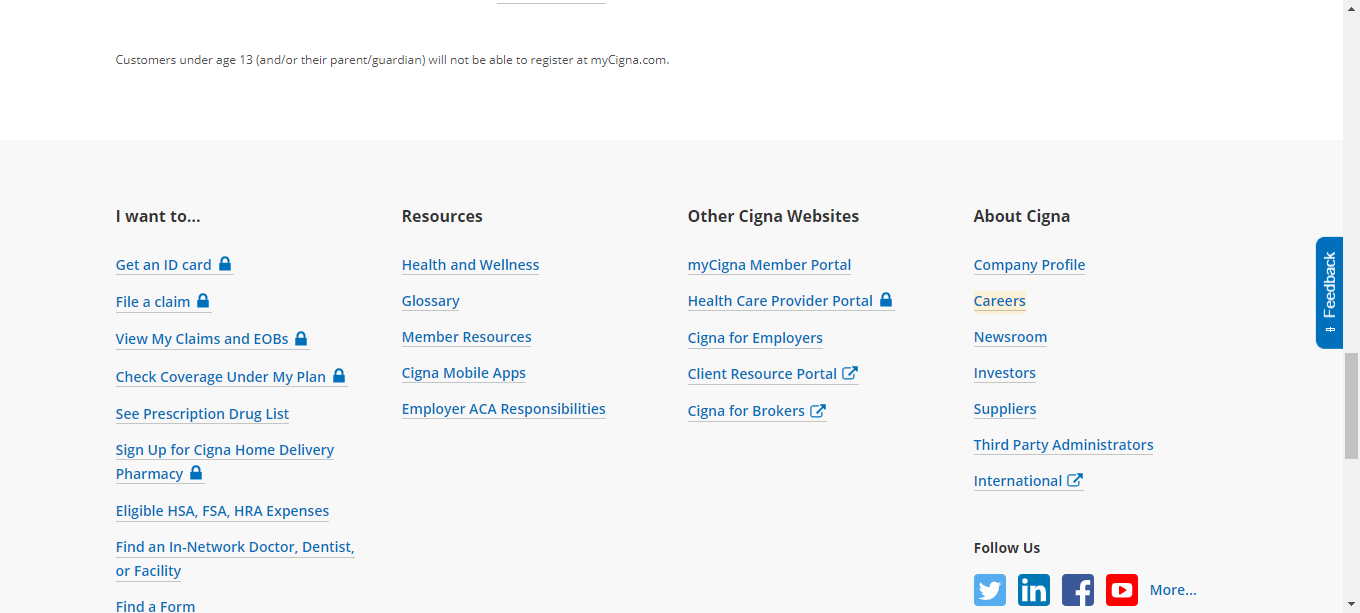 Customers under age 13 (and/or their parent/guardian) will not be able to register at myCigna.com.
I want to...
Get an ID card
File a claim
View My Claims and EOBs
Check Coverage Under My Plan
See Prescription Drug List
Sign Up for Cigna Home Delivery
Pharmacy
Eligible HSA, FSA, HRA Expenses
Find an In-Network Doctor, Dentist,
or Facility
Find a Form
Resources
Health and Wellness
Glossary
Member Resources
Cigna Mobile Apps
Employer ACA Responsibilities
Other Cigna Websites
myCigna Member Portal
Health Care Provider Portal
Cigna for Employers
Client Resource Portal
Cigna for Brokers
About Cigna
Company Profile
Careers
Newsroom
Investors
Suppliers
Third Party Administrators
International
Follow Us
in
f
More...
Feedback